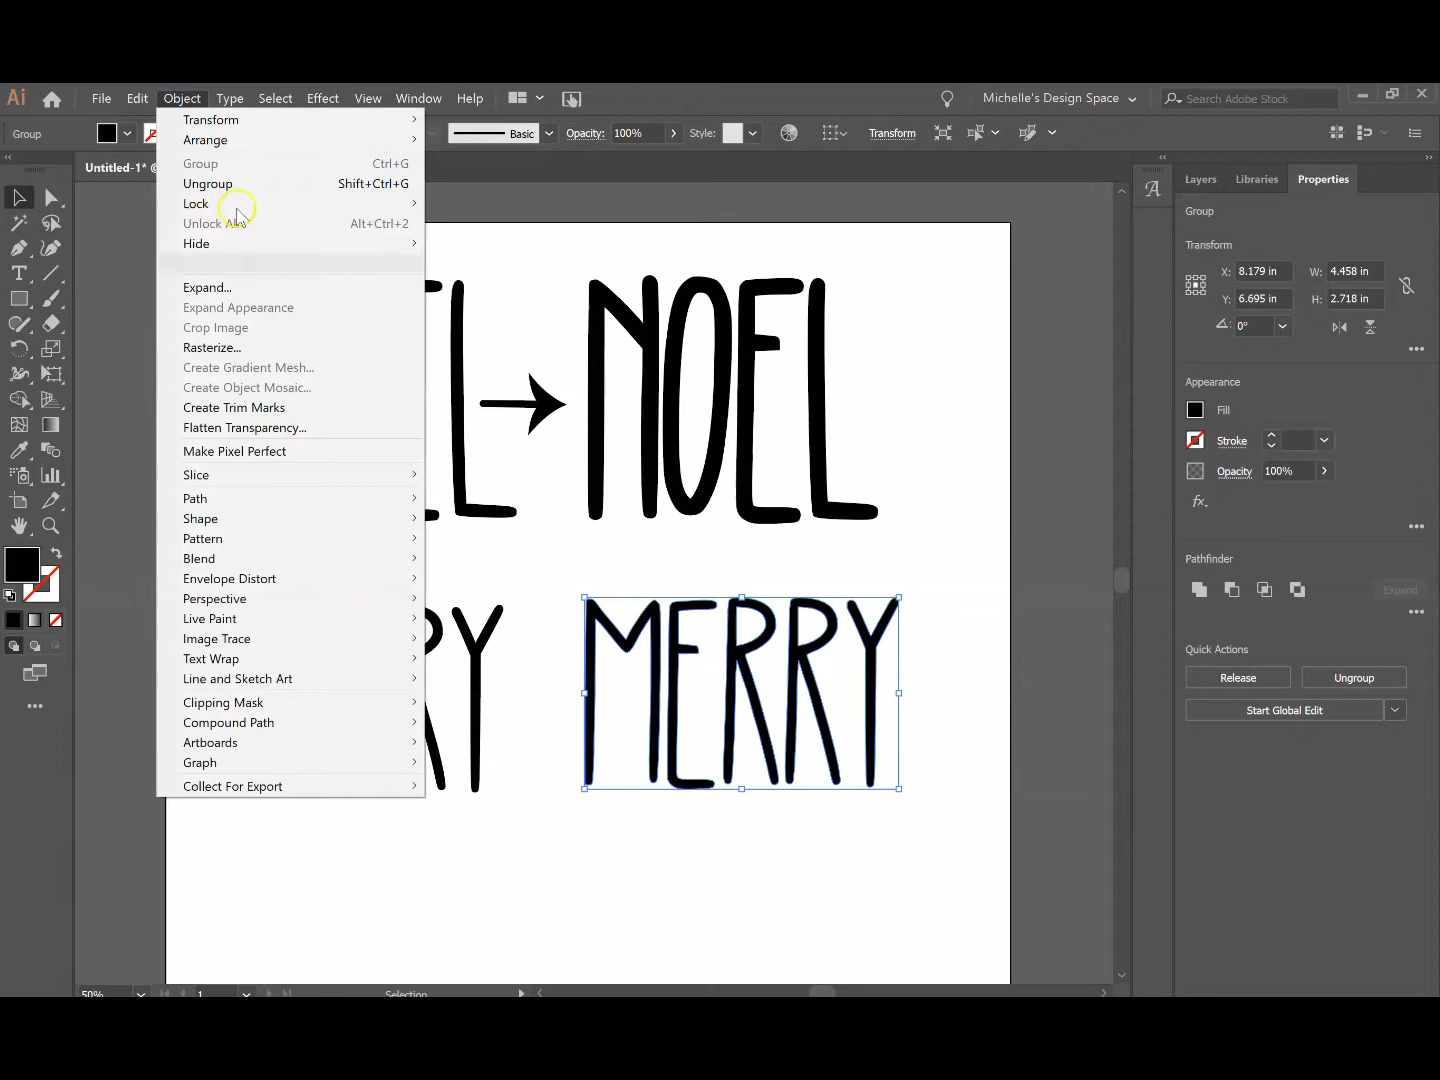 Ai File Edit Object Type Select Effect View Window Help Michelle's Design Space Search Adobe Stock
Group Basic Opacity: 100% Style: Transform
Untitled-1* @
Transform
Arrange
Group Ctrl+G
Ungroup Shift+Ctrl+G
Lock
Unlock All Alt+Ctrl+2
Hide
Expand...
Expand Appearance
Crop Image
Rasterize...
Create Gradient Mesh...
Create Object Mosaic...
Create Trim Marks
Flatten Transparency...
Make Pixel Perfect
Slice
Path
Shape
Pattern
Blend
Envelope Distort
Perspective
Live Paint
Image Trace
Text Wrap
Line and Sketch Art
Clipping Mask
Compound Path
Artboards
Graph
Collect For Export
EL NOEL
RY MERRY
Layers Libraries Properties
Group
Transform
X: 8.179 in W: 4.458 in
Y: 6.695 in H: 2.718 in
0°
Appearance
Fill
Stroke
Opacity 100%
fx.
Pathfinder
Expand
Quick Actions
Release Ungroup
Start Global Edit
50% 1 Selection